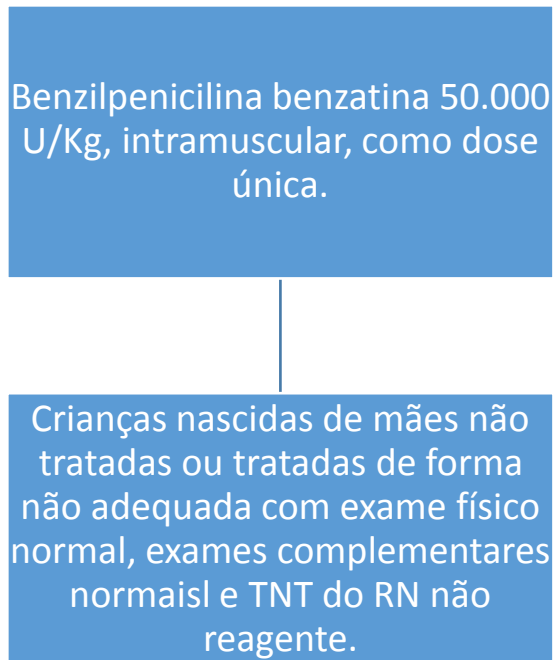 Benzilpenicilina benzatina 50.000
U/Kg, intramuscular, como dose
única.
Crianças nascidas de mães não
tratadas ou tratadas de forma
não adequada com exame físico
normal, exames complementares
normaisl e TNT do RN não
reagente.